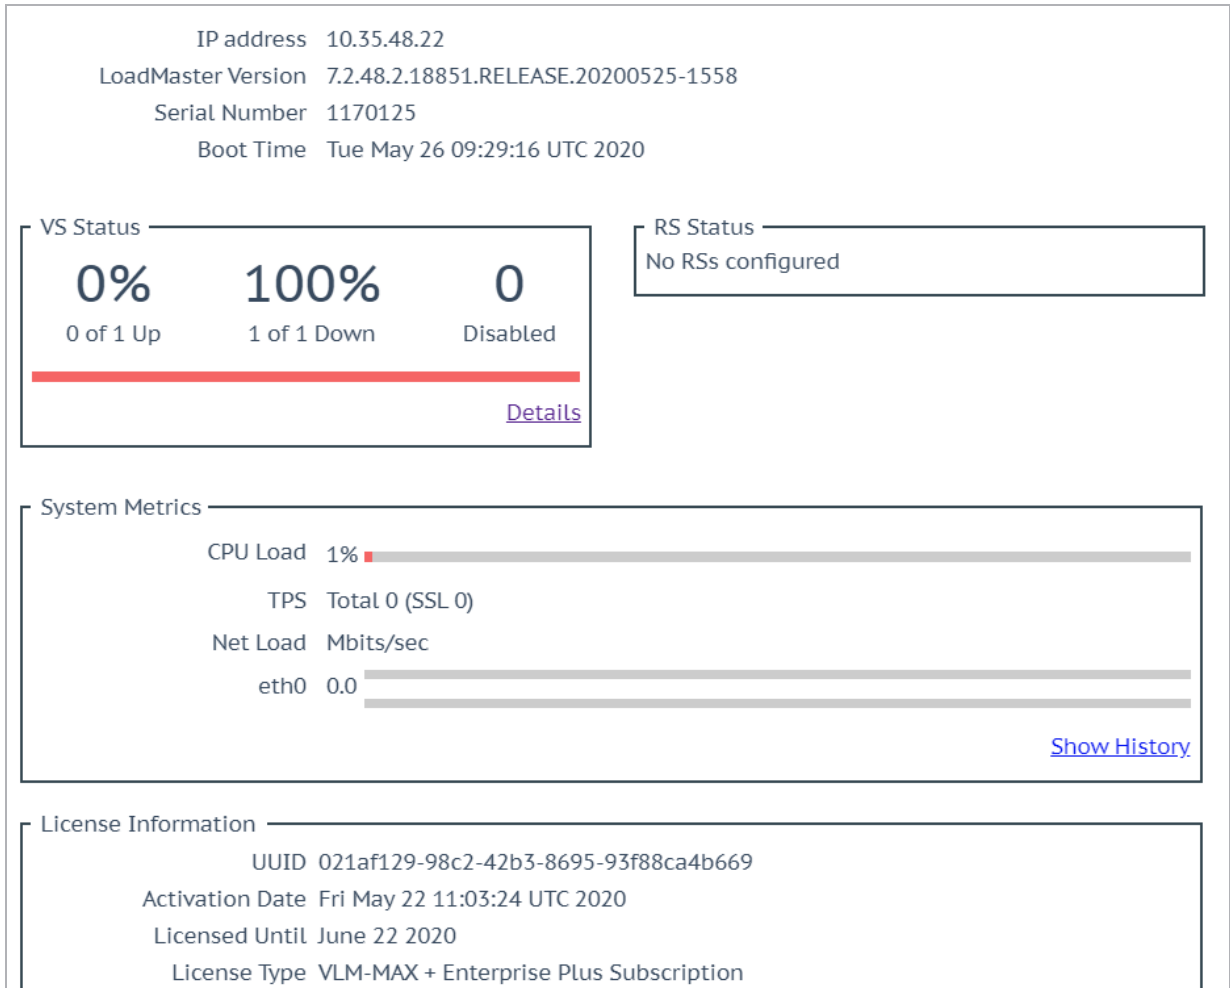 IP address 10.35.48.22
LoadMaster Version 7.2.48.2.18851.RELEASE.20200525-1558
Serial Number 1170125
Boot Time Tue May 26 09:29:16 UTC 2020
VS Status
0% 100% 0
0 of 1 Up 1 of 1 Down Disabled
Details
RS Status
No RSs configured
System Metrics
CPU Load 1%
TPS Total 0 (SSL 0)
Net Load Mbits/sec
eth0 0.0
Show History
License Information
UUID 021af129-98c2-42b3-8695-93f88ca4b669
Activation Date Fri May 22 11:03:24 UTC 2020
Licensed Until June 22 2020
License Type VLM-MAX + Enterprise Plus Subscription